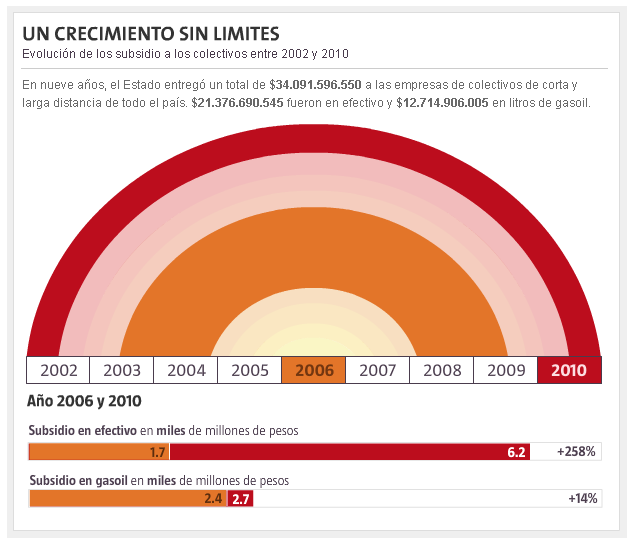 UN CRECIMIENTO SIN LIMITES
Evolución de los subsidio a los colectivos entre 2002 y 2010
En nueve años, el Estado entregó un total de $34.091.596.550 a las empresas de colectivos de corta y
larga distancia de todo el país. $21.376.690.545 fueron en efectivo y $12.714.906.005 en litros de gasoil.
2002 2003 2004 2005 2006 2007 2008 2009 2010
Año 2006 y 2010
Subsidio en efectivo en miles de millones de pesos
1.7 6.2 +258%
Subsidio en gasoil en miles de millones de pesos
2.4 2.7 +14%